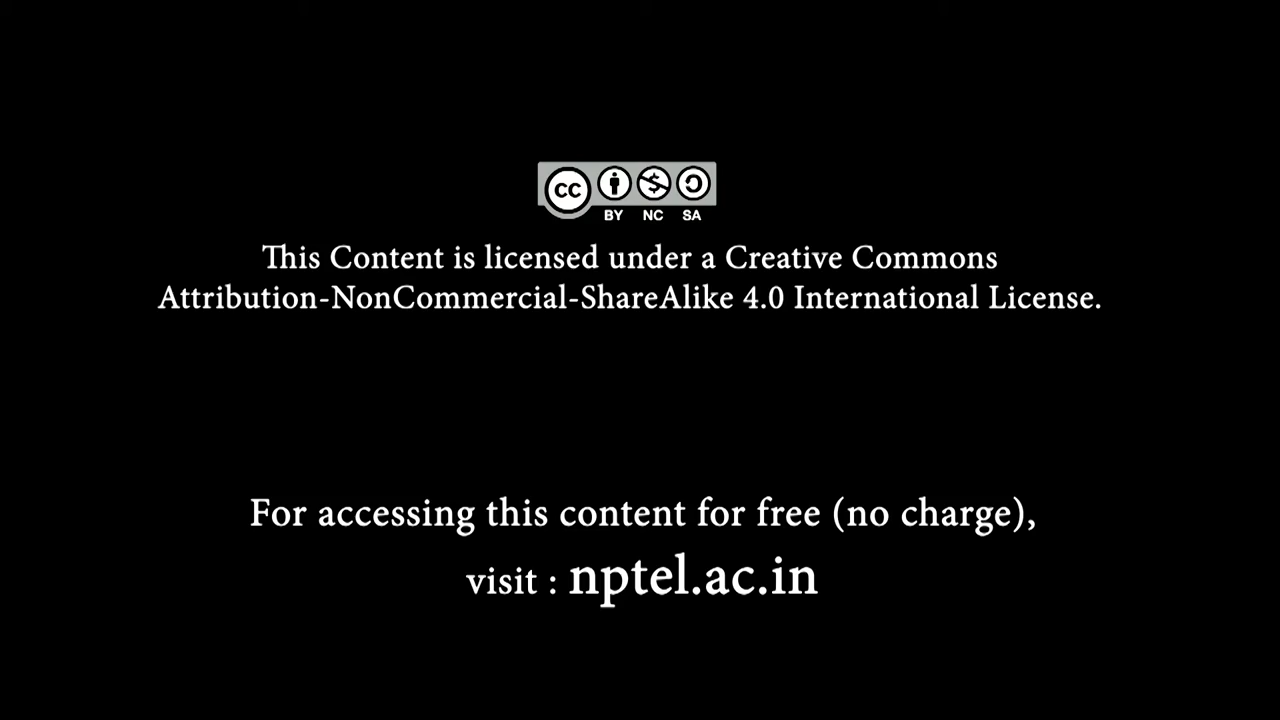 cc
BY NC SA
This Content is licensed under a Creative Commons
Attribution-NonCommercial-ShareAlike 4.0 International License.
For accessing this content for free (no charge),
visit : nptel.ac.in